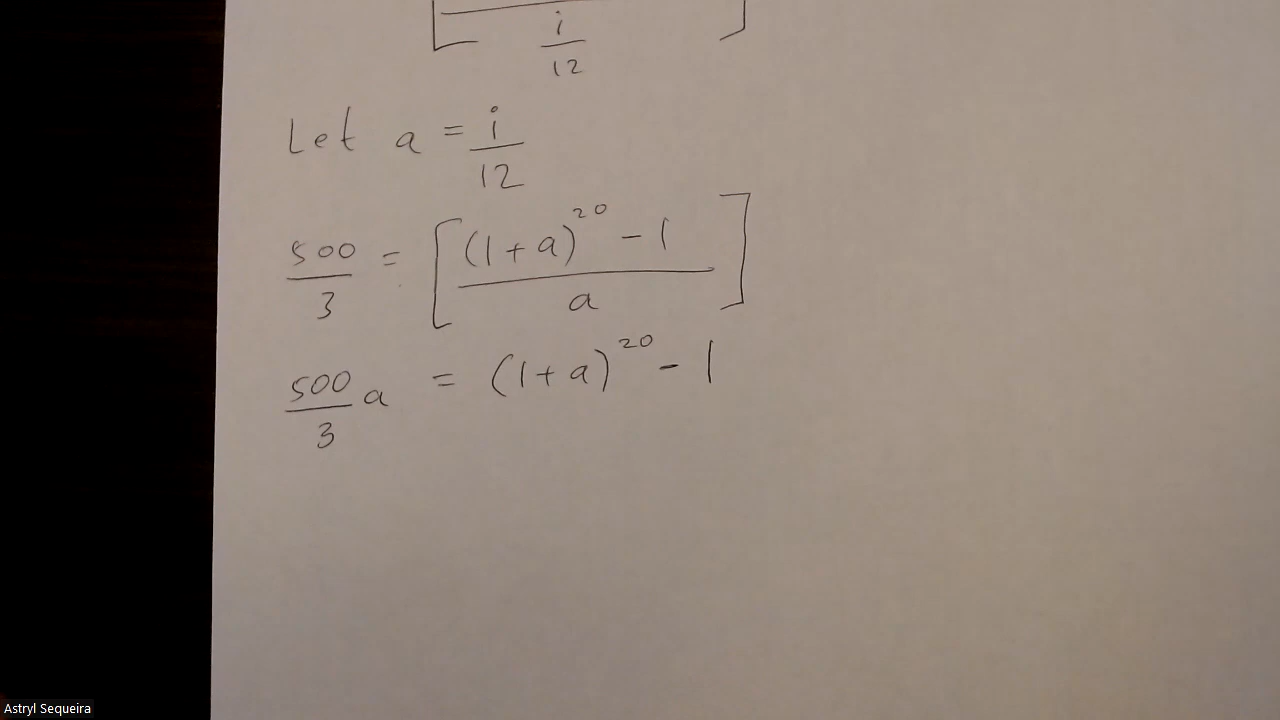 [ i/12 ]
Let a = i/12
500/3 = [ ((1+a)^20 - 1)/a ]
500/3 a = (1+a)^20 - 1
Astryl Sequeira